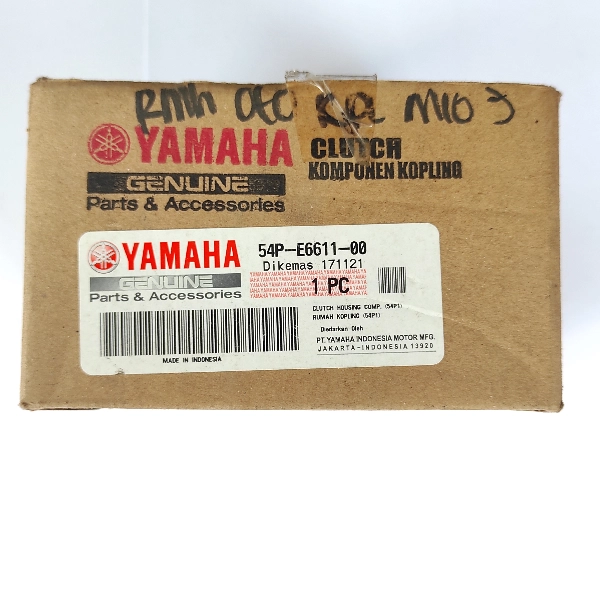 RMH
MIO J
YAMAHA
GENUINE
Parts & Accessories
CLUTCH
KOMPONEN KOPLING
YAMAHA
GENUINE
Parts & Accessories
MADE IN INDONESIA
54P-E6611-00
Dikemas 171121
1 PC
CLUTCH HOUSING COMP. (54P1)
RUMAH KOPLING (54P1)
Diedarkan Oleh
PT. YAMAHA INDONESIA MOTOR MFG.
JAKARTA-INDONESIA 13920